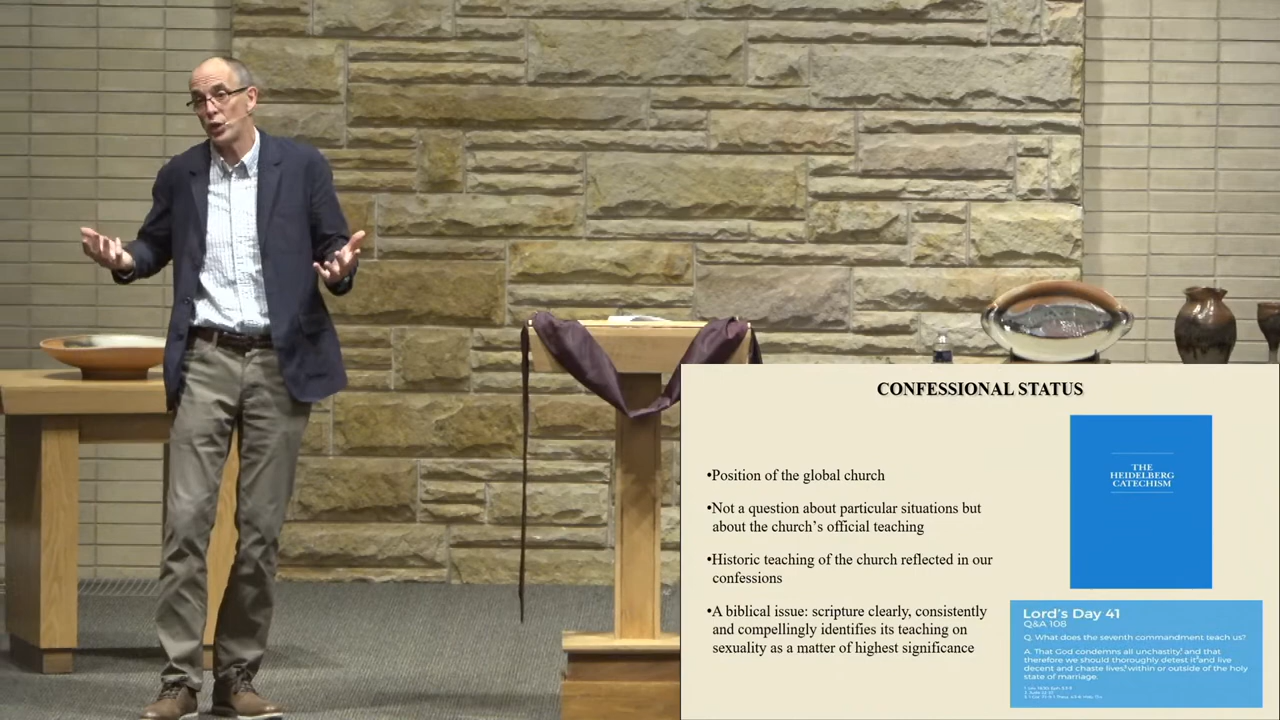 CONFESSIONAL STATUS
•Position of the global church
•Not a question about particular situations but
about the church's official teaching
•Historic teaching of the church reflected in our
confessions
•A biblical issue: scripture clearly, consistently
and compellingly identifies its teaching on
sexuality as a matter of highest significance
THE
HEIDELBERG
CATECHISM
Lord's Day 41
Q&A 108
Q. What does the seventh commandment teach us?
A. That God condemns all unchastity, and that
therefore we should thoroughly detest it and live
decent and chaste lives, within or outside of the holy
state of marriage.